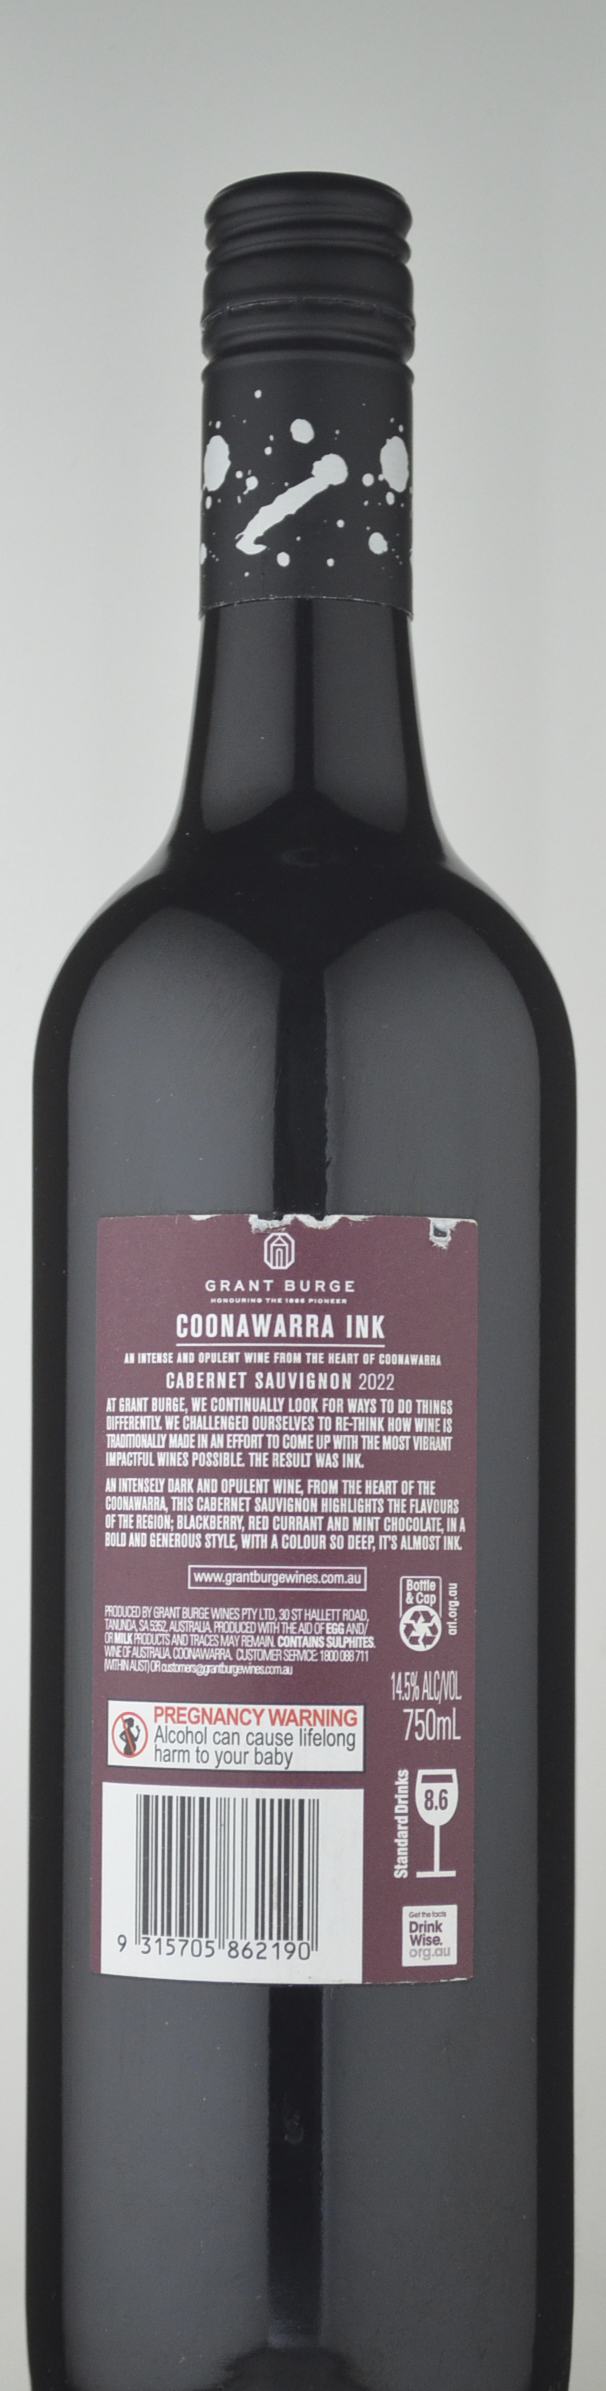 GRANT BURGE
HONOURING THE 1865 PIONEER
COONAWARRA INK
AN INTENSE AND OPULENT WINE FROM THE HEART OF COONAWARRA
CABERNET SAUVIGNON 2022
AT GRANT BURGE, WE CONTINUALLY LOOK FOR WAYS TO DO THINGS
DIFFERENTLY. WE CHALLENGED OURSELVES TO RE-THINK HOW WINE IS
TRADITIONALLY MADE IN AN EFFORT TO COME UP WITH THE MOST VIBRANT
IMPACTFUL WINES POSSIBLE. THE RESULT WAS INK.
AN INTENSELY DARK AND OPULENT WINE, FROM THE HEART OF THE
COONAWARRA, THIS CABERNET SAUVIGNON HIGHLIGHTS THE FLAVOURS
OF THE REGION; BLACKBERRY, RED CURRANT AND MINT CHOCOLATE, IN A
BOLD AND GENEROUS STYLE, WITH A COLOUR SO DEEP, IT'S ALMOST INK.
www.grantburgewines.com.au
PRODUCED BY GRANT BURGE WINES PTY LTD, 30 ST HALLETT ROAD,
TANUNDA, SA 5352, AUSTRALIA. PRODUCED WITH THE AID OF EGG AND/
OR MILK PRODUCTS AND TRACES MAY REMAIN. CONTAINS SULPHITES.
WINE OF AUSTRALIA. COONAWARRA. CUSTOMER SERVICE: 1800 088 711
(WITHIN AUST) OR customers@grantburgewines.com.au
Bottle
& Cap
arl.org.au
14.5% ALC/VOL
750mL
PREGNANCY WARNING
Alcohol can cause lifelong
harm to your baby
Standard Drinks
8.6
9 315705 862190
Get the facts
Drink
Wise.
org.au